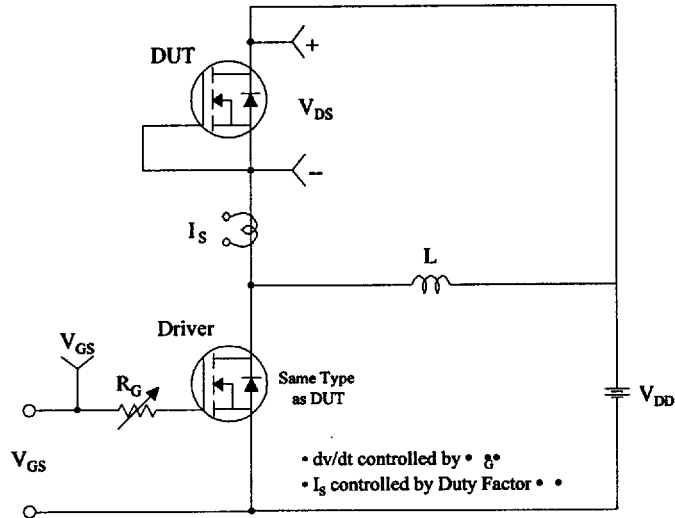 DUT
+
V_DS
--
I_S
L
Driver
V_GS
R_G
Same Type
as DUT
V_DD
V_GS
• dv/dt controlled by • G •
• I_S controlled by Duty Factor • •